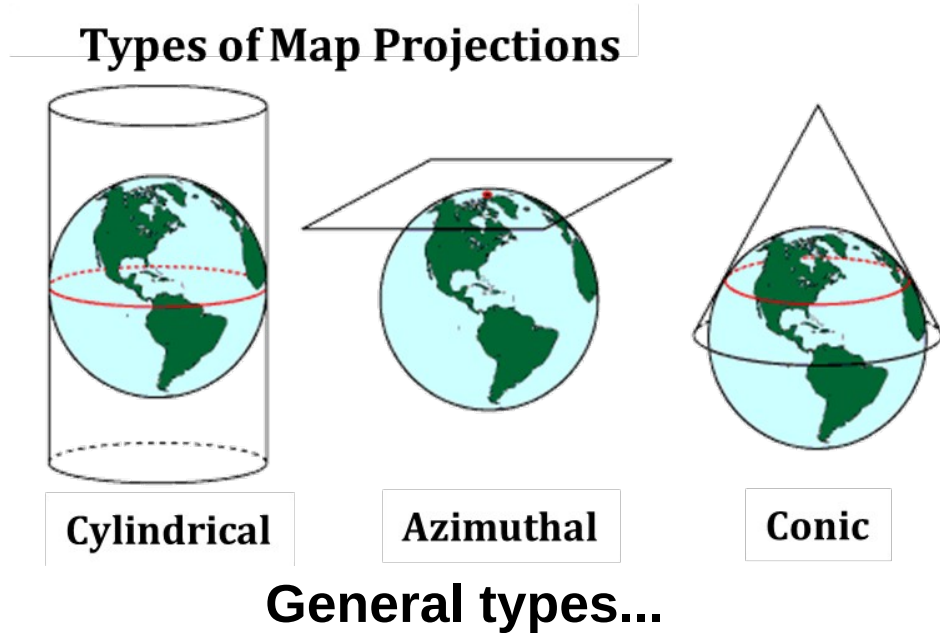 Types of Map Projections
Cylindrical
Azimuthal
Conic
General types...